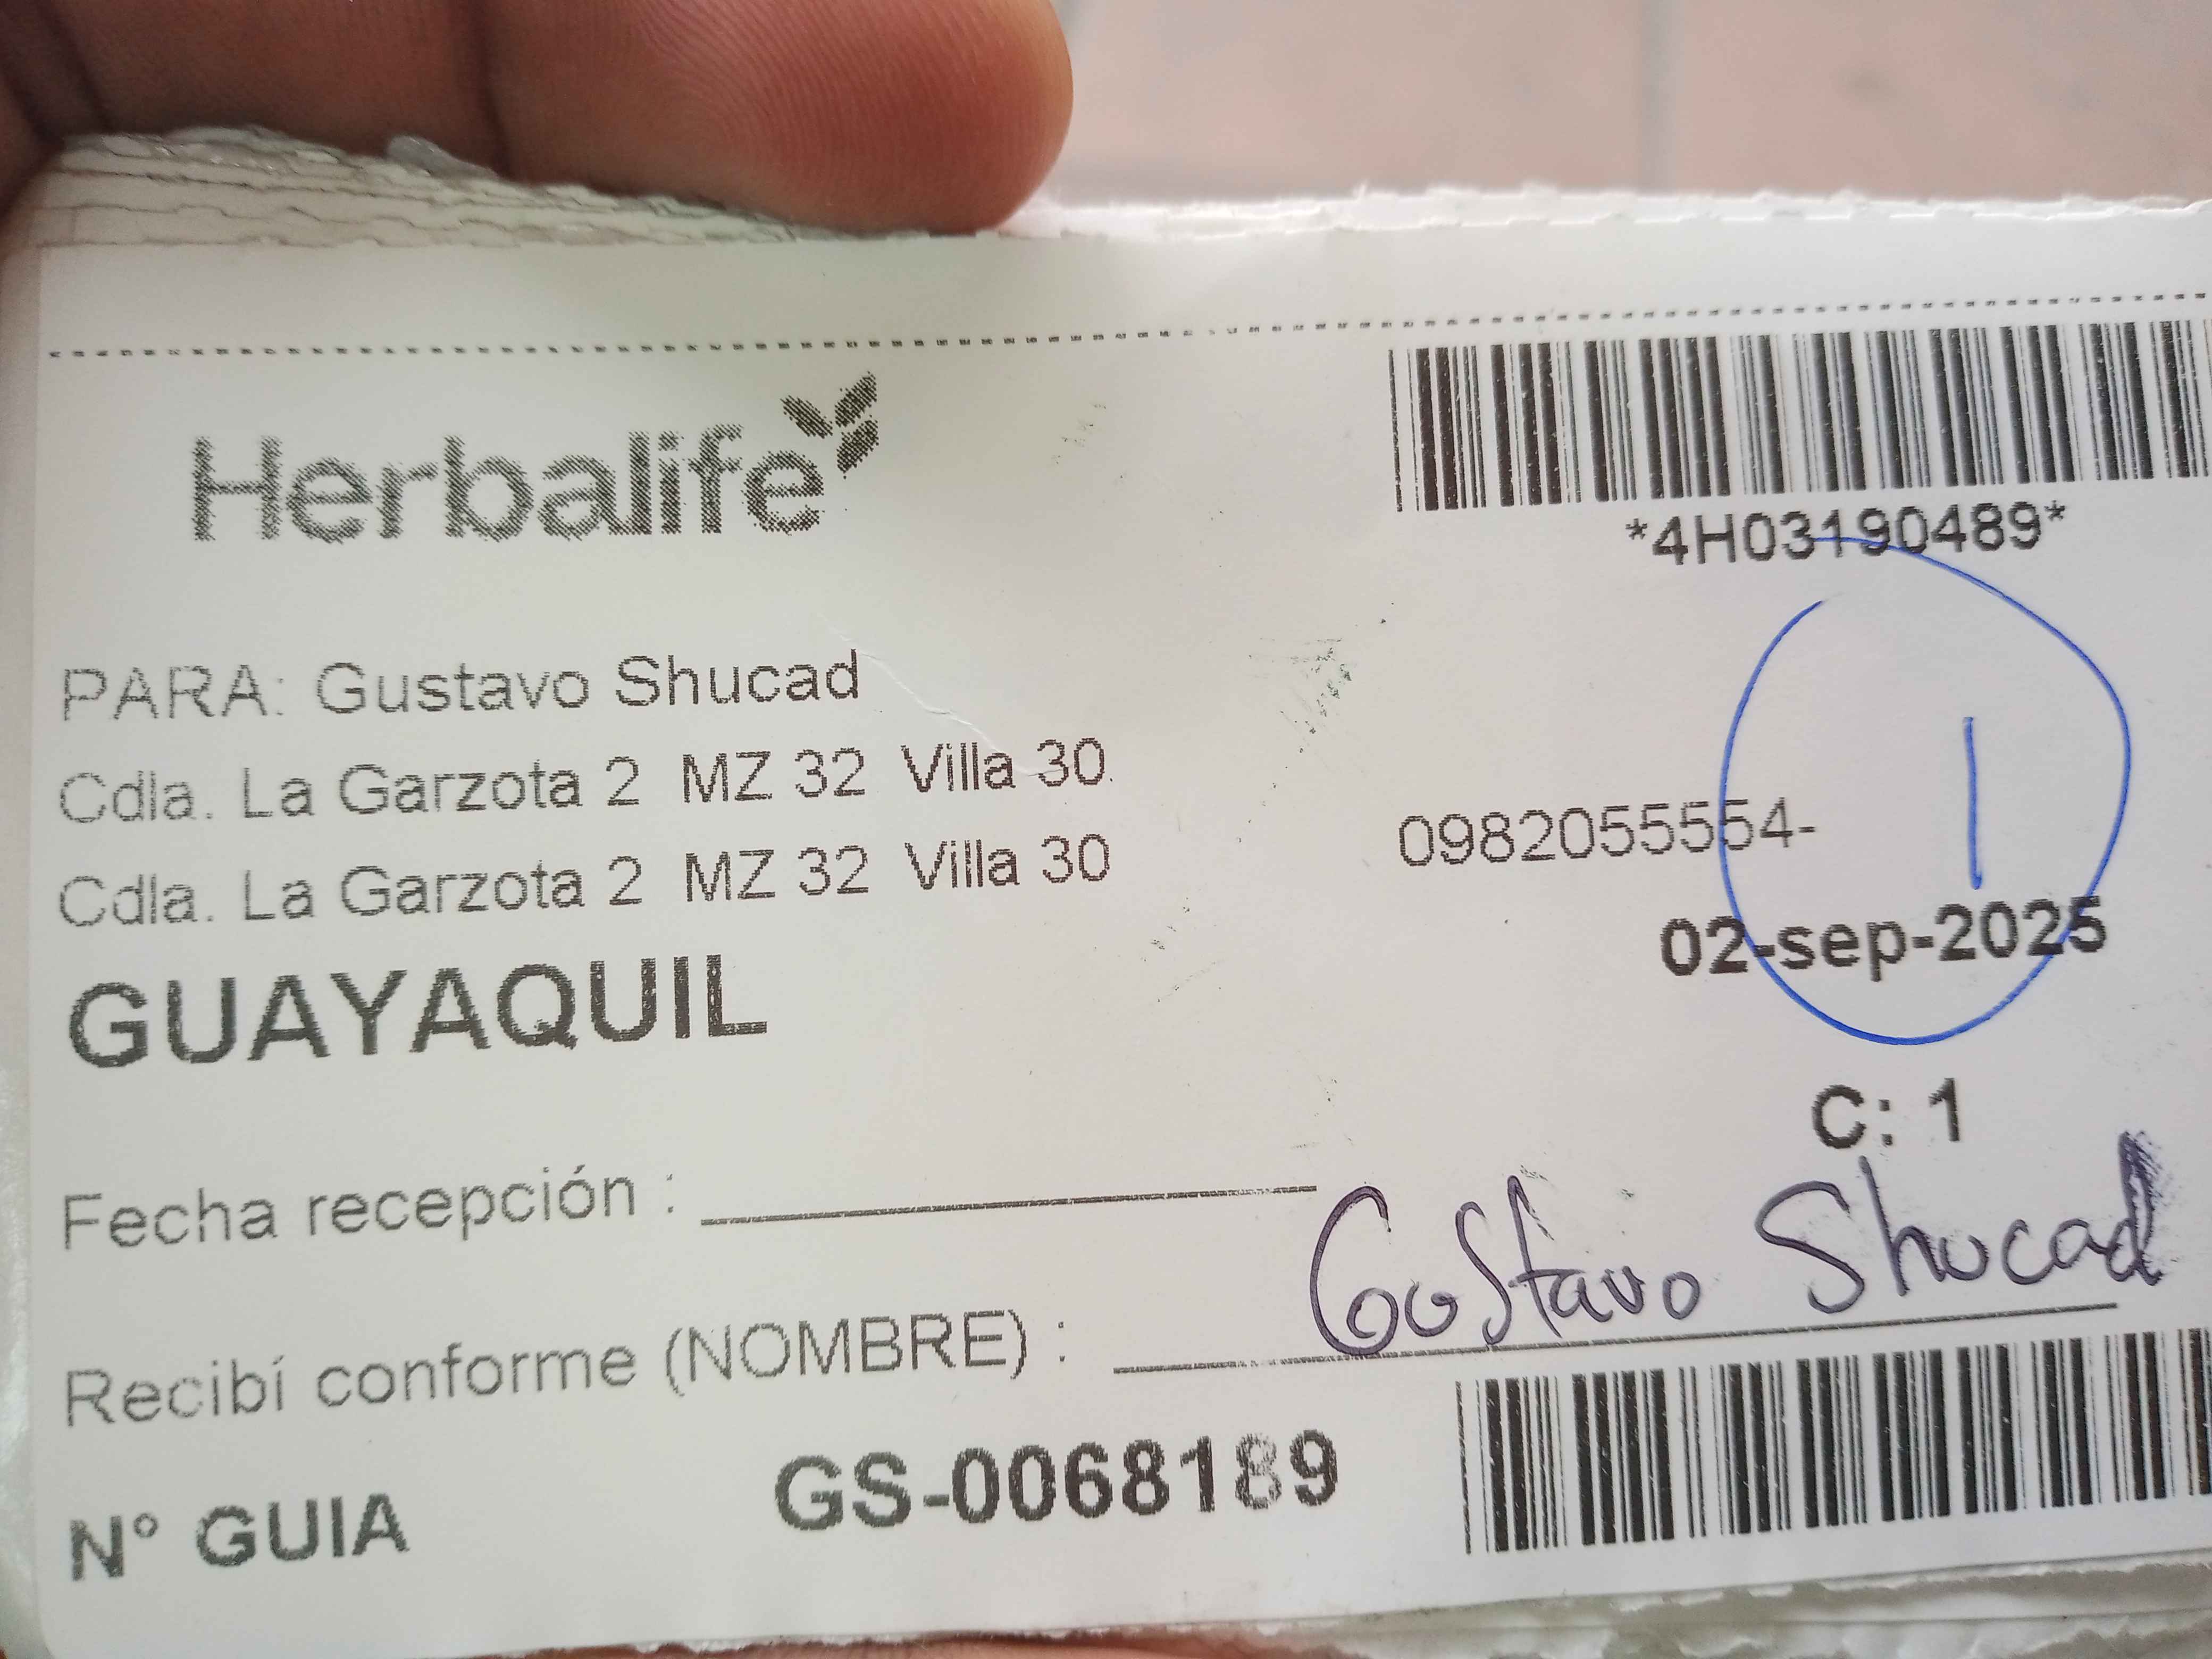 Herbalife
*4H03190489*
PARA: Gustavo Shucad
Cdla. La Garzota 2 MZ 32 Villa 30
0982055554-
1
Cdla. La Garzota 2 MZ 32 Villa 30
02-sep-2025
GUAYAQUIL
C: 1
Fecha recepción :
Recibí conforme (NOMBRE) : Gustavo Shucad
N° GUIA GS-0068189